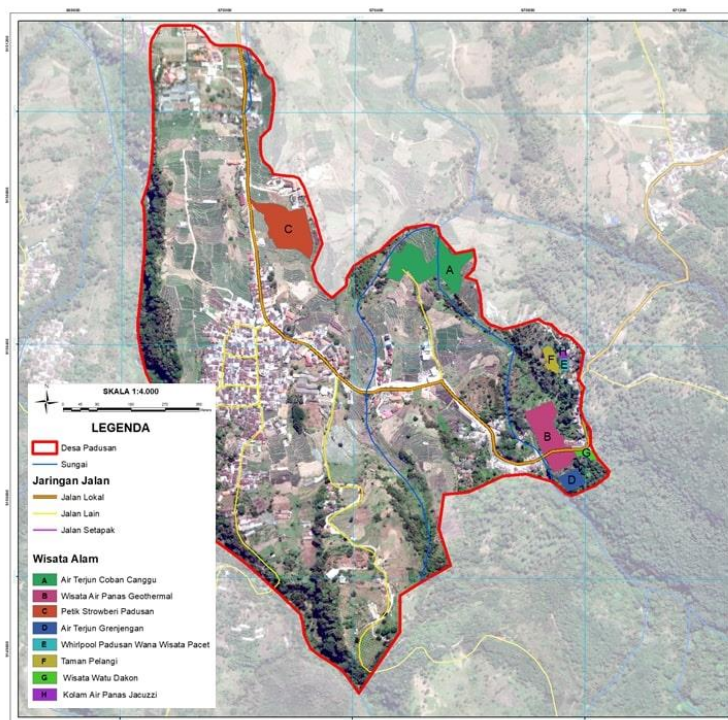 C
A
F
H
E
B
G
D
N
SKALA 1:4.000
LEGENDA
Desa Padusan
Sungai
Jaringan Jalan
Jalan Lokal
Jalan Lain
Jalan Setapak
Wisata Alam
A Air Terjun Coban Canggu
B Wisata Air Panas Geothermal
C Petik Strowberi Padusan
D Air Terjun Grenjengan
E Whirlpool Padusan Wana Wisata Pacet
F Taman Pelangi
G Wisata Watu Dakon
H Kolam Air Panas Jacuzzi